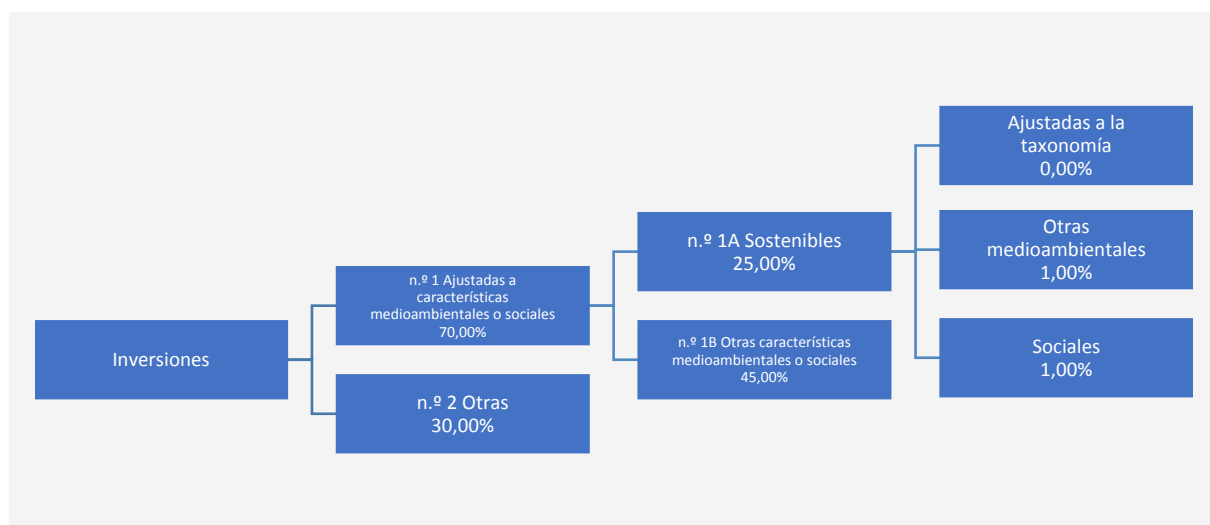 Inversiones
n.º 1 Ajustadas a
características
medioambientales o sociales
70,00%
n.º 2 Otras
30,00%
n.º 1A Sostenibles
25,00%
n.º 1B Otras características
medioambientales o sociales
45,00%
Ajustadas a la
taxonomía
0,00%
Otras
medioambientales
1,00%
Sociales
1,00%